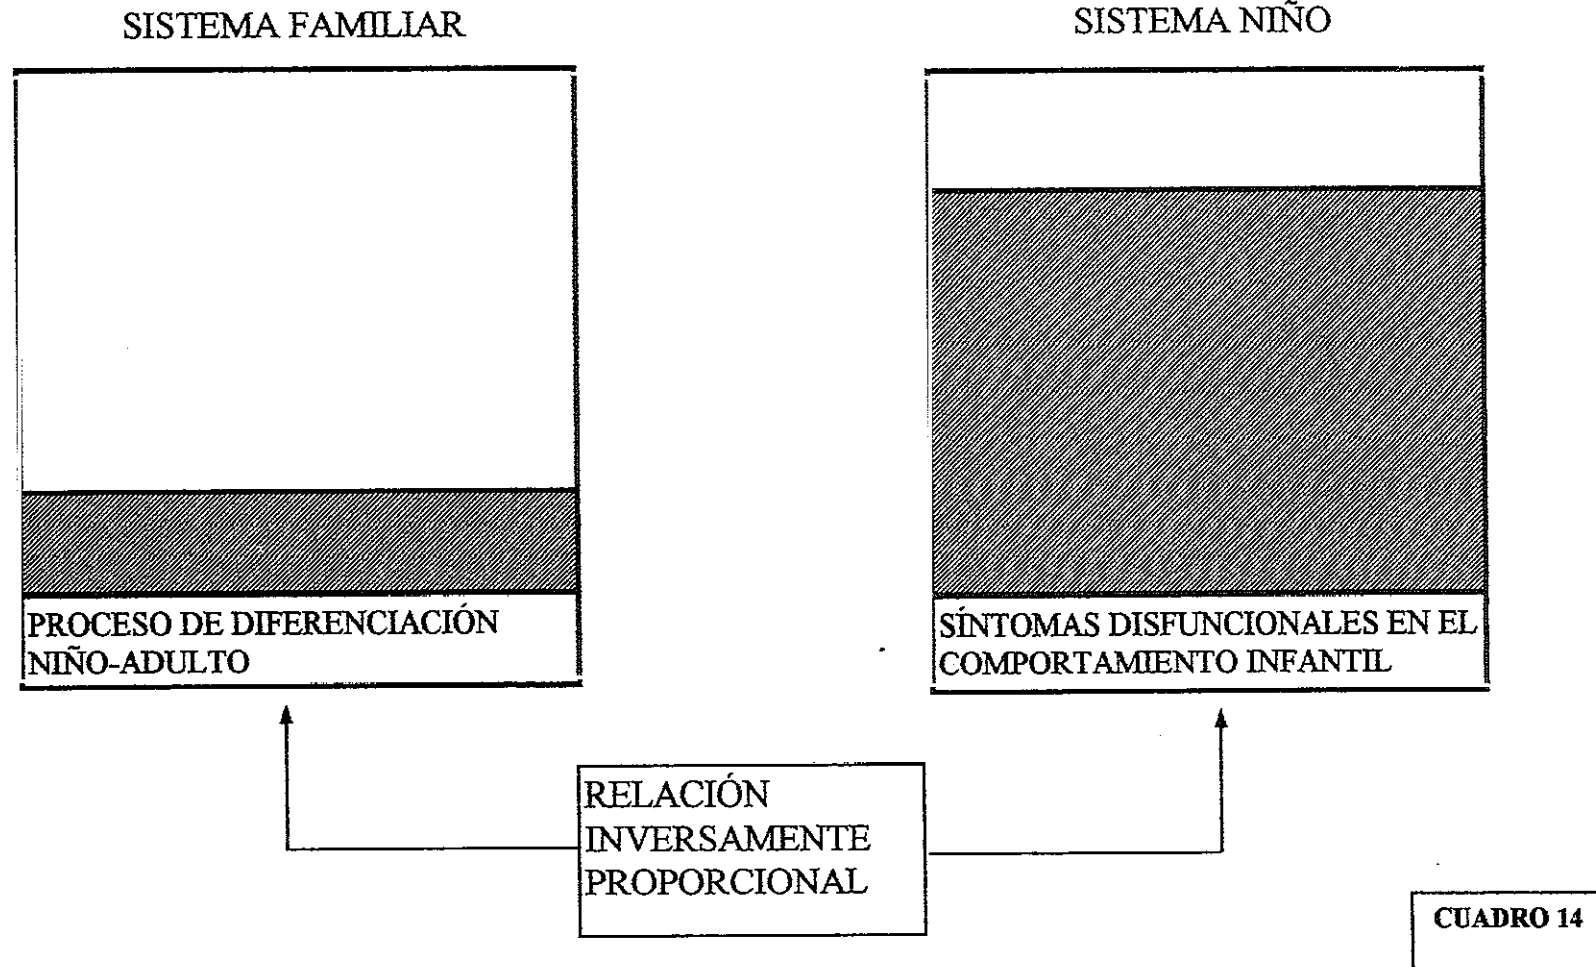 SISTEMA FAMILIAR
SISTEMA NIÑO
PROCESO DE DIFERENCIACIÓN
NIÑO-ADULTO
SÍNTOMAS DISFUNCIONALES EN EL
COMPORTAMIENTO INFANTIL
RELACIÓN
INVERSAMENTE
PROPORCIONAL
CUADRO 14